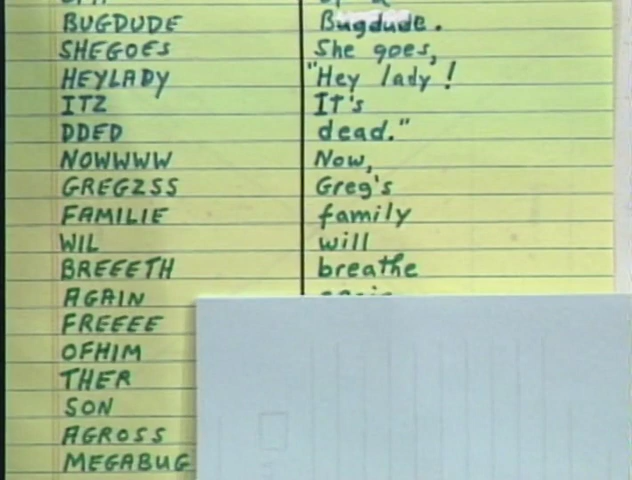 BUGDUDE Bugdude.
SHEGOES She goes,
HEYLADY "Hey lady!
ITZ It's
DDED dead."
NOWWWW Now,
GREGZSS Greg's
FAMILIE family
WIL will
BREEETH breathe
AGAIN
FREEEE
OFHIM
THER
SON
AGROSS
MEGABUG